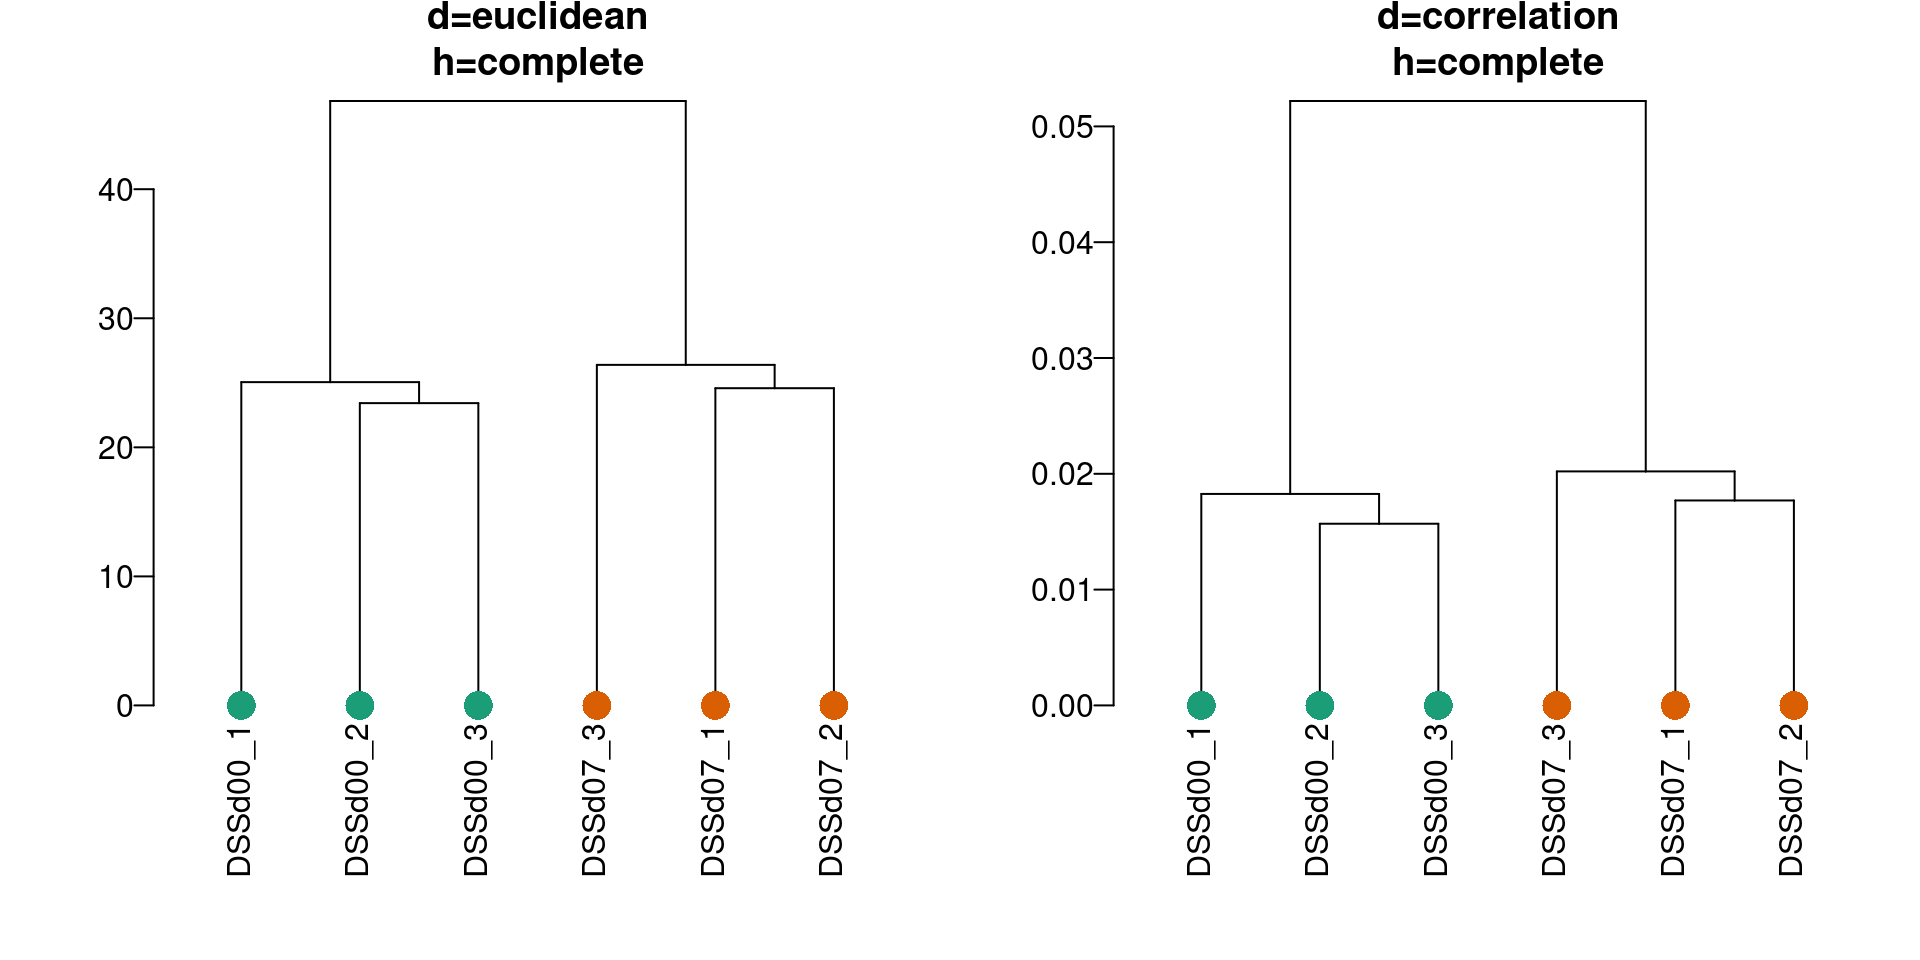 d=euclidean
h=complete
40
30
20
10
0
DSSd00_1
DSSd00_2
DSSd00_3
DSSd07_3
DSSd07_1
DSSd07_2
d=correlation
h=complete
0.05
0.04
0.03
0.02
0.01
0.00
DSSd00_1
DSSd00_2
DSSd00_3
DSSd07_3
DSSd07_1
DSSd07_2